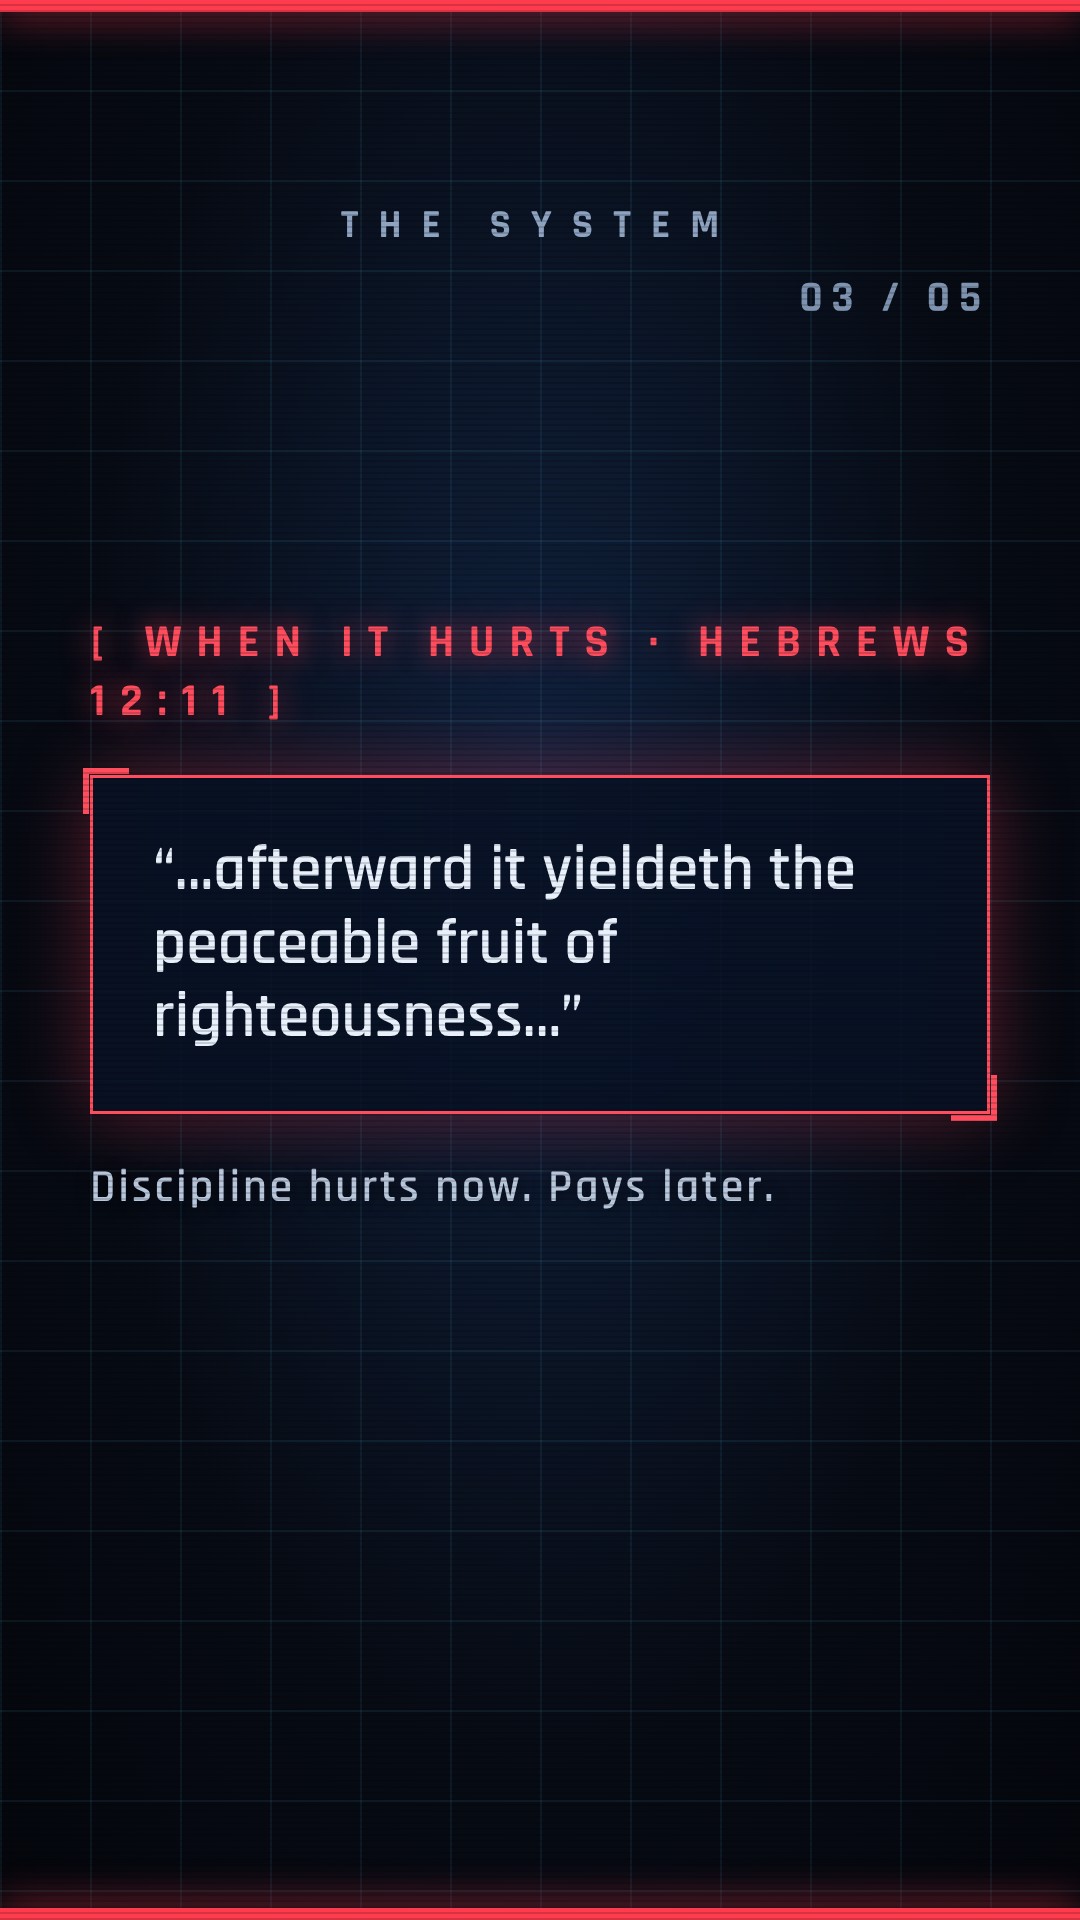 THE SYSTEM
03 / 05
[ WHEN IT HURTS · HEBREWS
12:11 ]
“...afterward it yieldeth the
peaceable fruit of
righteousness...”
Discipline hurts now. Pays later.